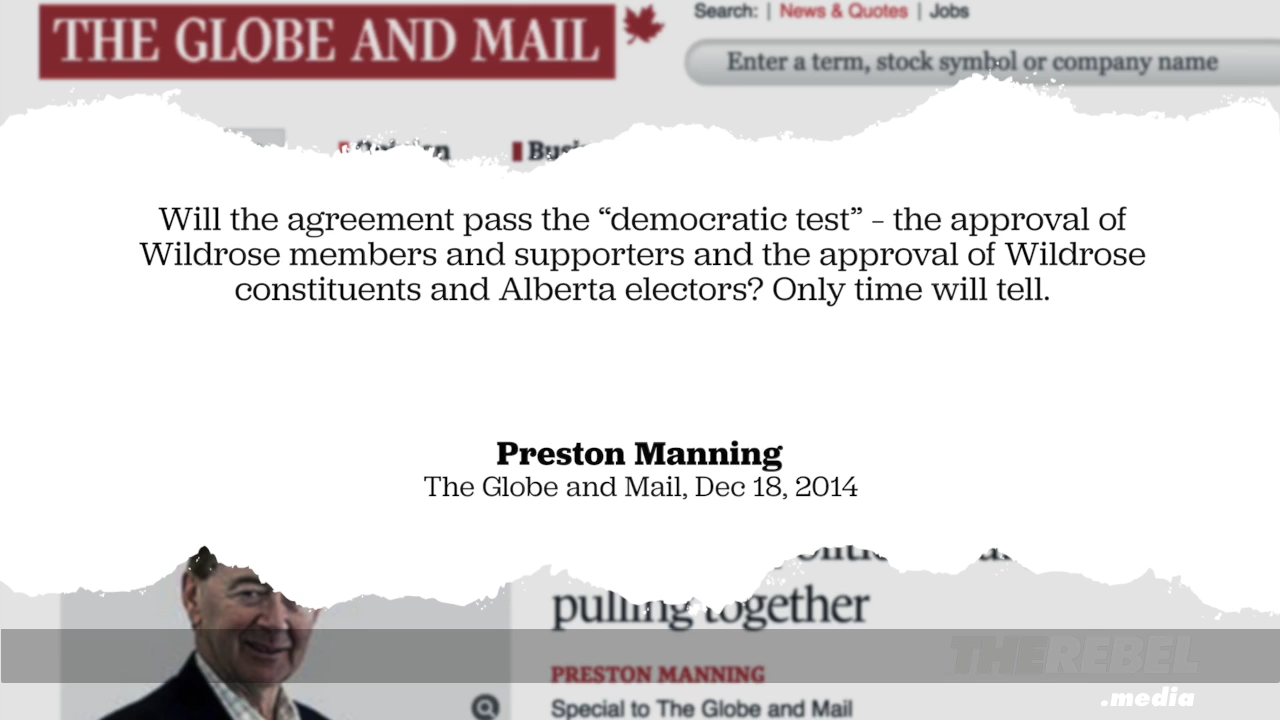 THE GLOBE AND MAIL
Search: | News & Quotes | Jobs
Enter a term, stock symbol or company name
Will the agreement pass the “democratic test” – the approval of
Wildrose members and supporters and the approval of Wildrose
constituents and Alberta electors? Only time will tell.
Preston Manning
The Globe and Mail, Dec 18, 2014
pulling together
PRESTON MANNING
Special to The Globe and Mail
THE REBEL
.media